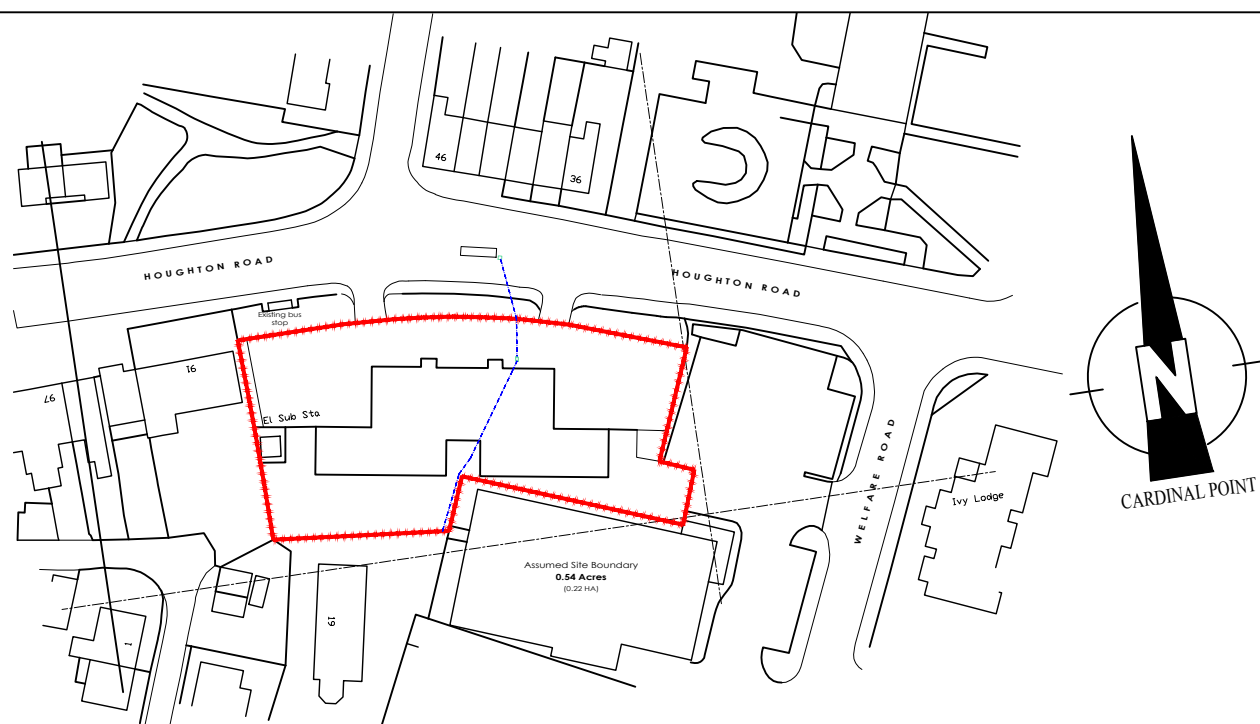 46
36
HOUGHTON ROAD
HOUGHTON ROAD
Existing bus
stop
16
97
El Sub Sta
WELFARE ROAD
Ivy Lodge
N
CARDINAL POINT
Assumed Site Boundary
0.54 Acres
(0.22 HA)
19
1